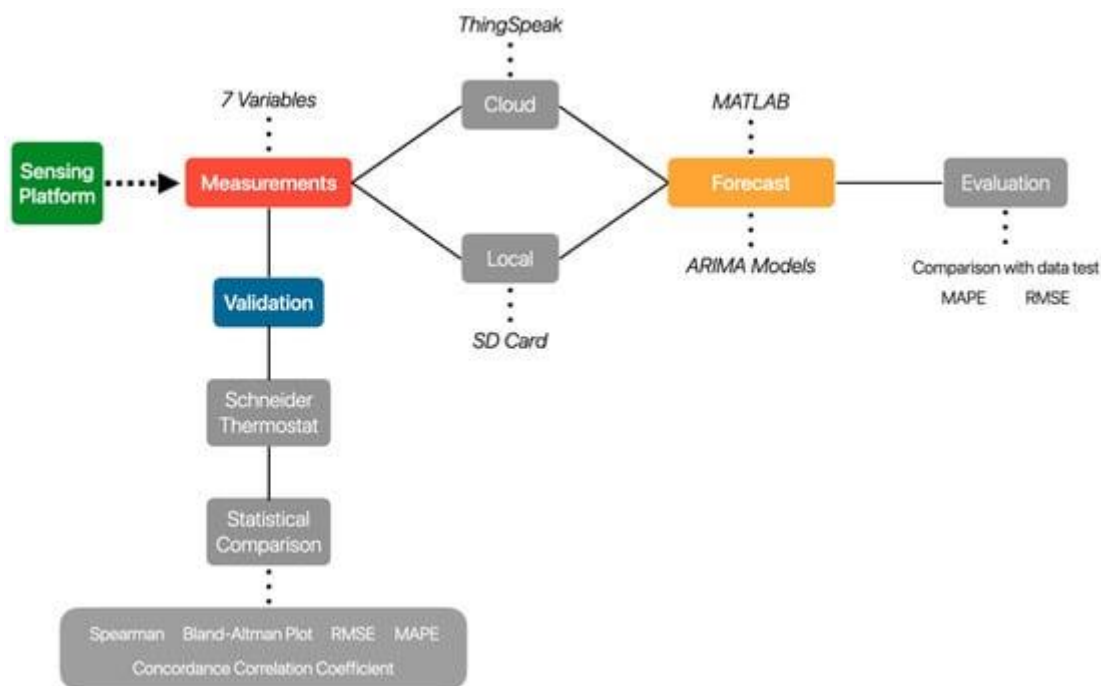 ThingSpeak
Cloud
7 Variables
MATLAB
Sensing
Platform
Measurements
Forecast
Evaluation
Local
ARIMA Models
Comparison with data test
MAPE RMSE
Validation
SD Card
Schneider
Thermostat
Statistical
Comparison
Spearman Bland-Altman Plot RMSE MAPE
Concordance Correlation Coefficient